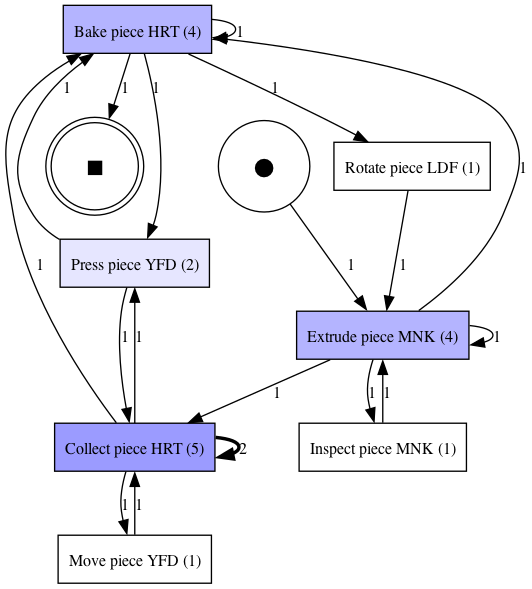 Bake piece HRT (4)
1
1
1
1
1
Rotate piece LDF (1)
1
Press piece YFD (2)
1
1
1
1
Extrude piece MNK (4)
1
1
1
1
1
1
Collect piece HRT (5)
2
Inspect piece MNK (1)
1
1
Move piece YFD (1)